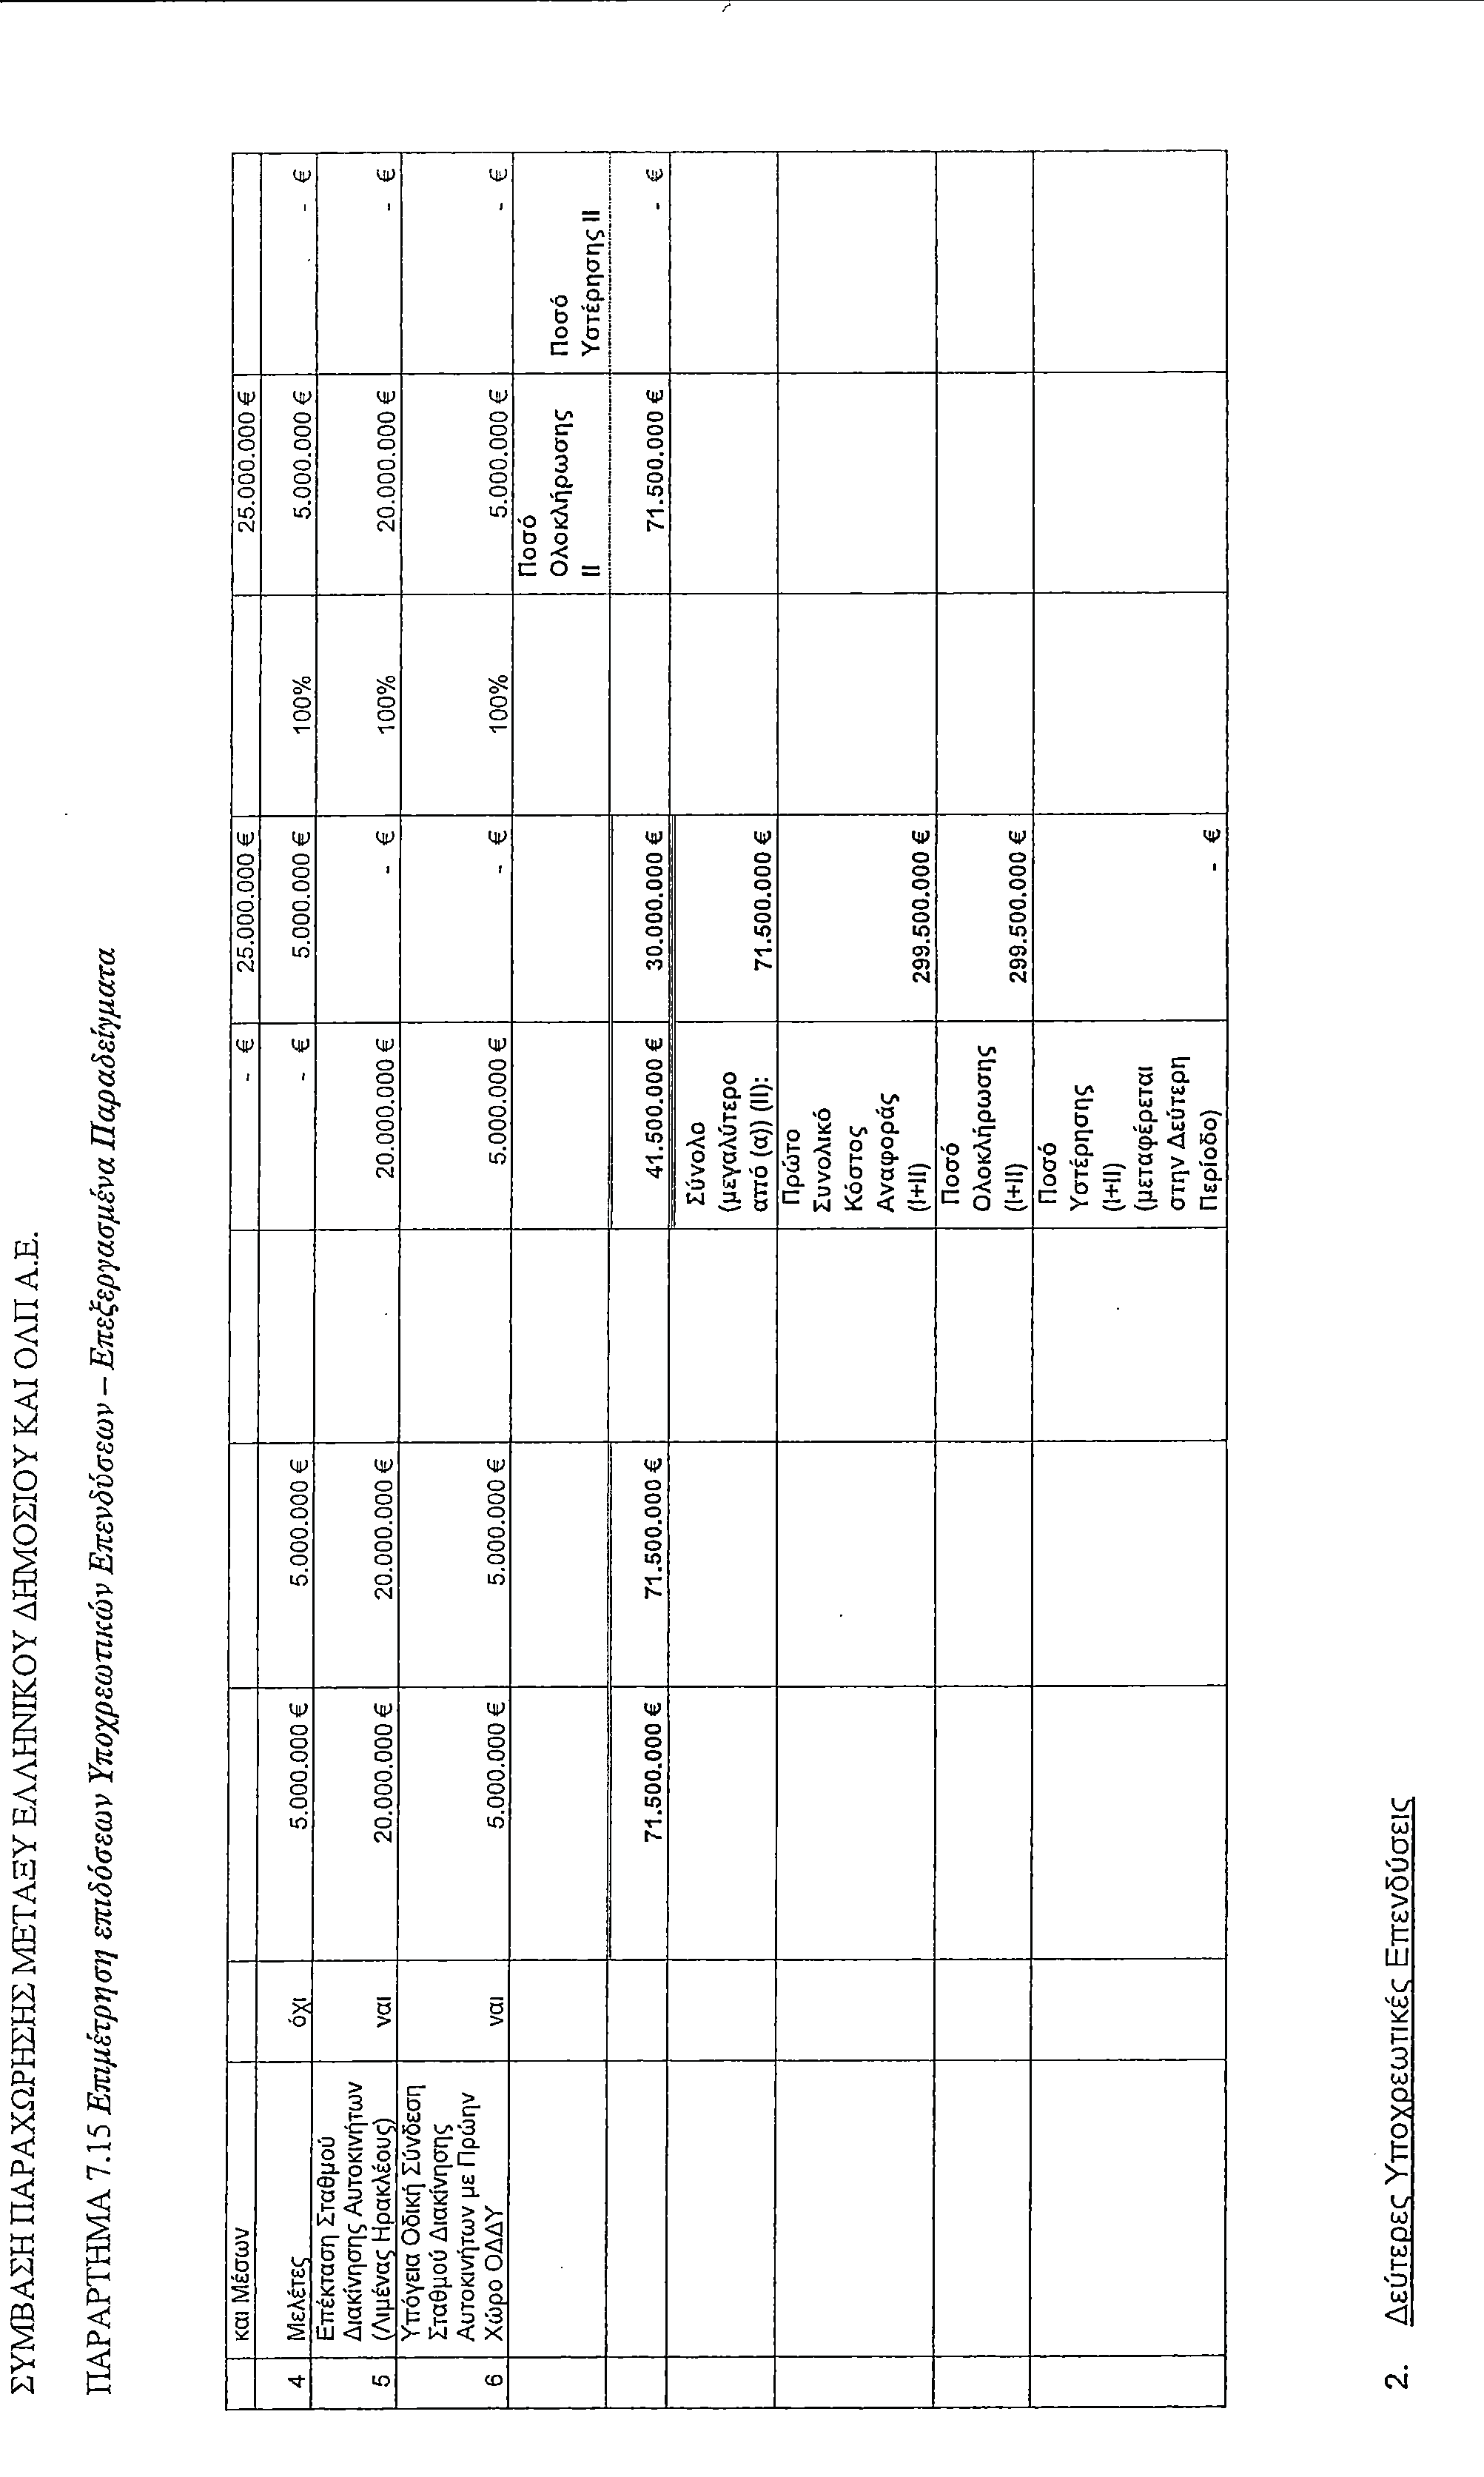 ΣΥΜΒΑΣΗ ΠΑΡΑΧΩΡΗΣΗΣ ΜΕΤΑΞΥ ΕΛΛΗΝΙΚΟΥ ΔΗΜΟΣΙΟΥ ΚΑΙ ΟΛΠ Α.Ε.
ΠΑΡΑΡΤΗΜΑ 7.15 Επιμέτρηση επιδόσεων Υποχρεωτικών Επενδύσεων – Επεξεργασμένα Παραδείγματα
και Μέσων - € 25.000.000 € 25.000.000 €
4 Μελέτες όχι 5.000.000 € 5.000.000 € - € 5.000.000 € 100% 5.000.000 € - €
Επέκταση Σταθμού
Διακίνησης Αυτοκινήτων
5 (Λιμένας Ηρακλέους) ναι 20.000.000 € 20.000.000 € 20.000.000 € - € 100% 20.000.000 € - €
Υπόγεια Οδική Σύνδεση
Σταθμού Διακίνησης
Αυτοκινήτων με Πρώην
6 Χώρο ΟΔΔΥ ναι 5.000.000 € 5.000.000 € 5.000.000 € - € 100% 5.000.000 € - €
Ποσό
Ολοκλήρωσης
II
Ποσό
Υστέρησης II
71.500.000 € 71.500.000 € 41.500.000 € 30.000.000 € 71.500.000 € - €
Σύνολο
(μεγαλύτερο
από (α)) (II): 71.500.000 €
Πρώτο
Συνολικό
Κόστος
Αναφοράς
(I+II) 299.500.000 €
Ποσό
Ολοκλήρωσης
(I+II) 299.500.000 €
Ποσό
Υστέρησης
(I+II)
(μεταφέρεται
στην Δεύτερη
Περίοδο) - €
2. Δεύτερες Υποχρεωτικές Επενδύσεις